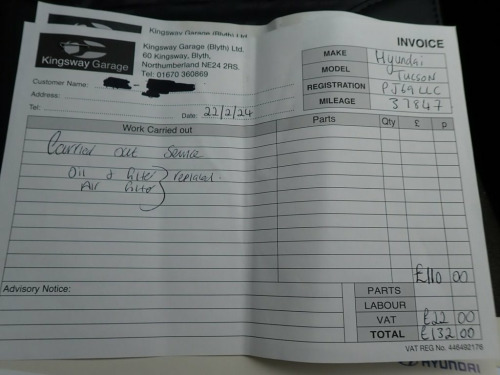 Kingsway Garage (Blyth) Ltd.
Kingsway Garage
Kingsway Garage (Blyth) Ltd.
60 Kingsway, Blyth,
Northumberland NE24 2RS.
Tel: 01670 360869
INVOICE
MAKE Hyundai
MODEL Tucson
REGISTRATION PJ69 LLC
MILEAGE 37847
Customer Name:
Address:
Tel: Date: 22/2/24
Work Carried out Parts Qty £ p
Carried out Service
Oil & filter replaced.
Air filter
£110 00
Advisory Notice:
PARTS
LABOUR
VAT £22 00
TOTAL £132 00
VAT REG No. 446492176
HYUNDAI